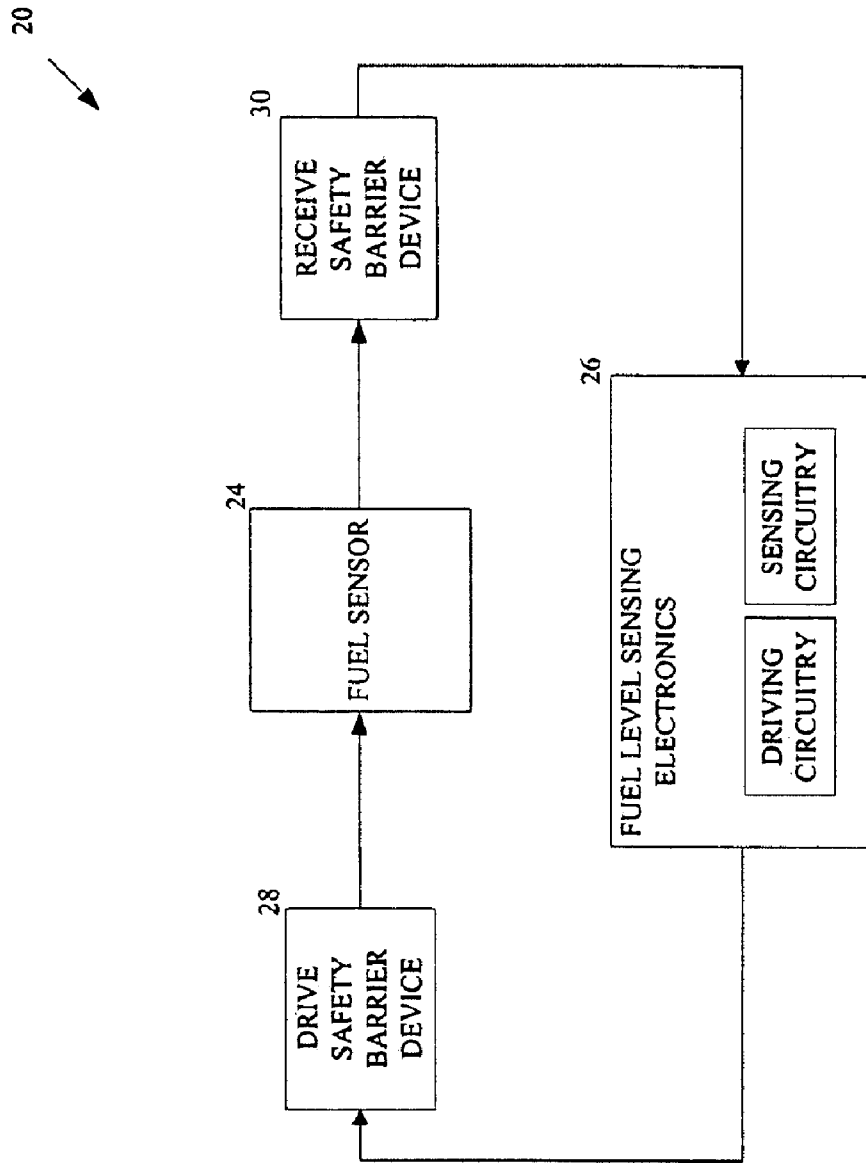 20
30
RECEIVE
SAFETY
BARRIER
DEVICE
24
FUEL SENSOR
28
DRIVE
SAFETY
BARRIER
DEVICE
26
FUEL LEVEL SENSING
ELECTRONICS
DRIVING
CIRCUITRY
SENSING
CIRCUITRY